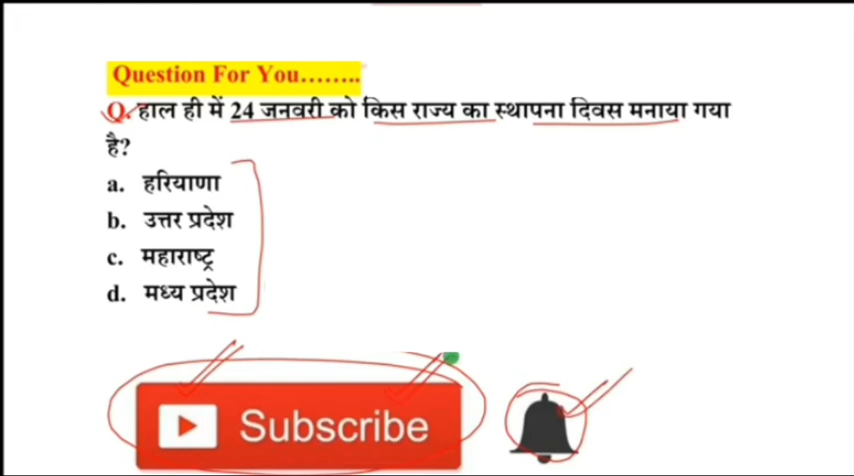 Question For You........
Q. हाल ही में 24 जनवरी को किस राज्य का स्थापना दिवस मनाया गया
है?
a. हरियाणा
b. उत्तर प्रदेश
c. महाराष्ट्र
d. मध्य प्रदेश
Subscribe